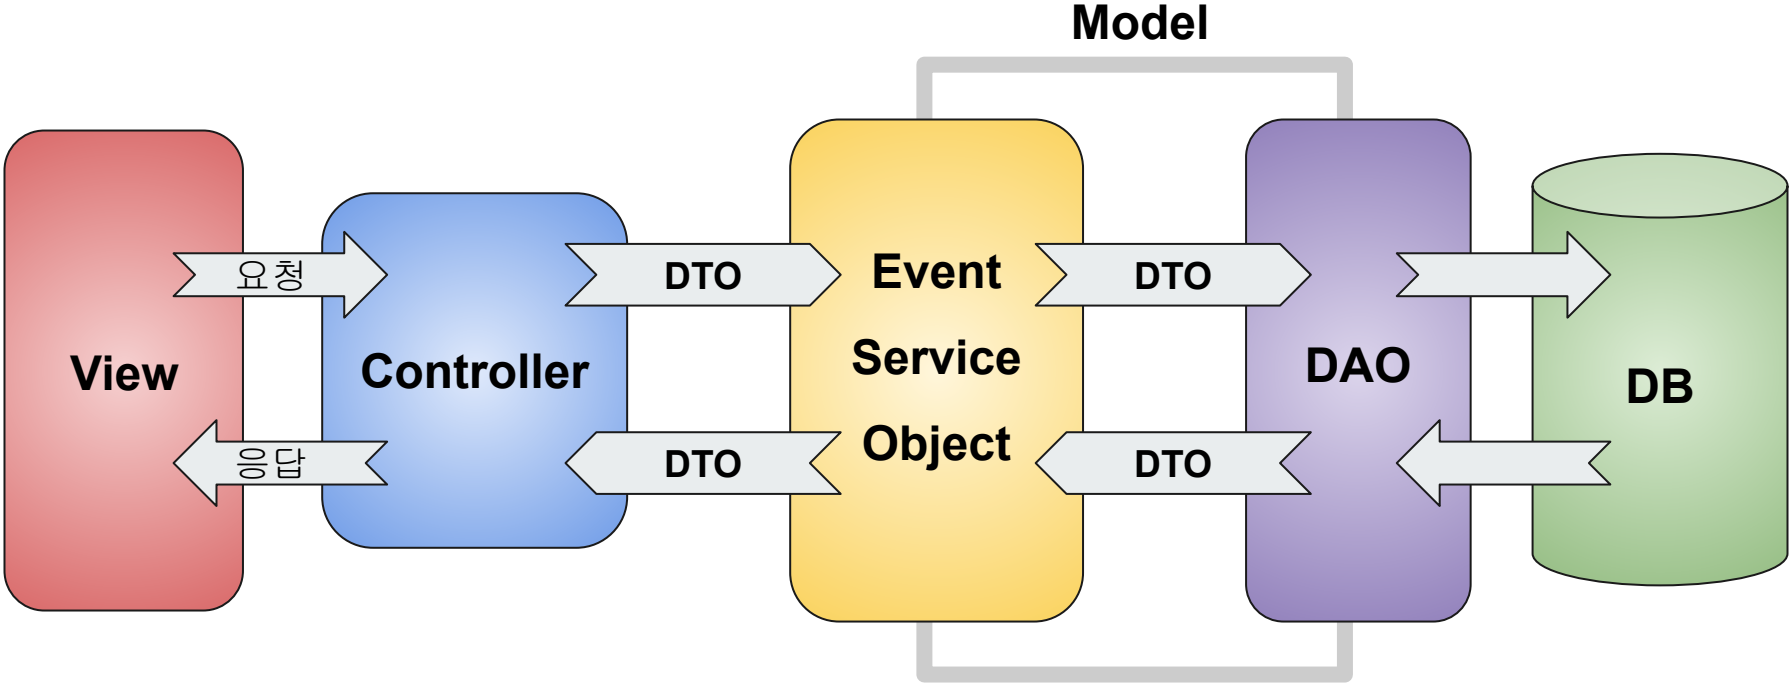 Model
요청
DTO
Event
Service
Object
DTO
View
Controller
DAO
DB
응답
DTO
DTO